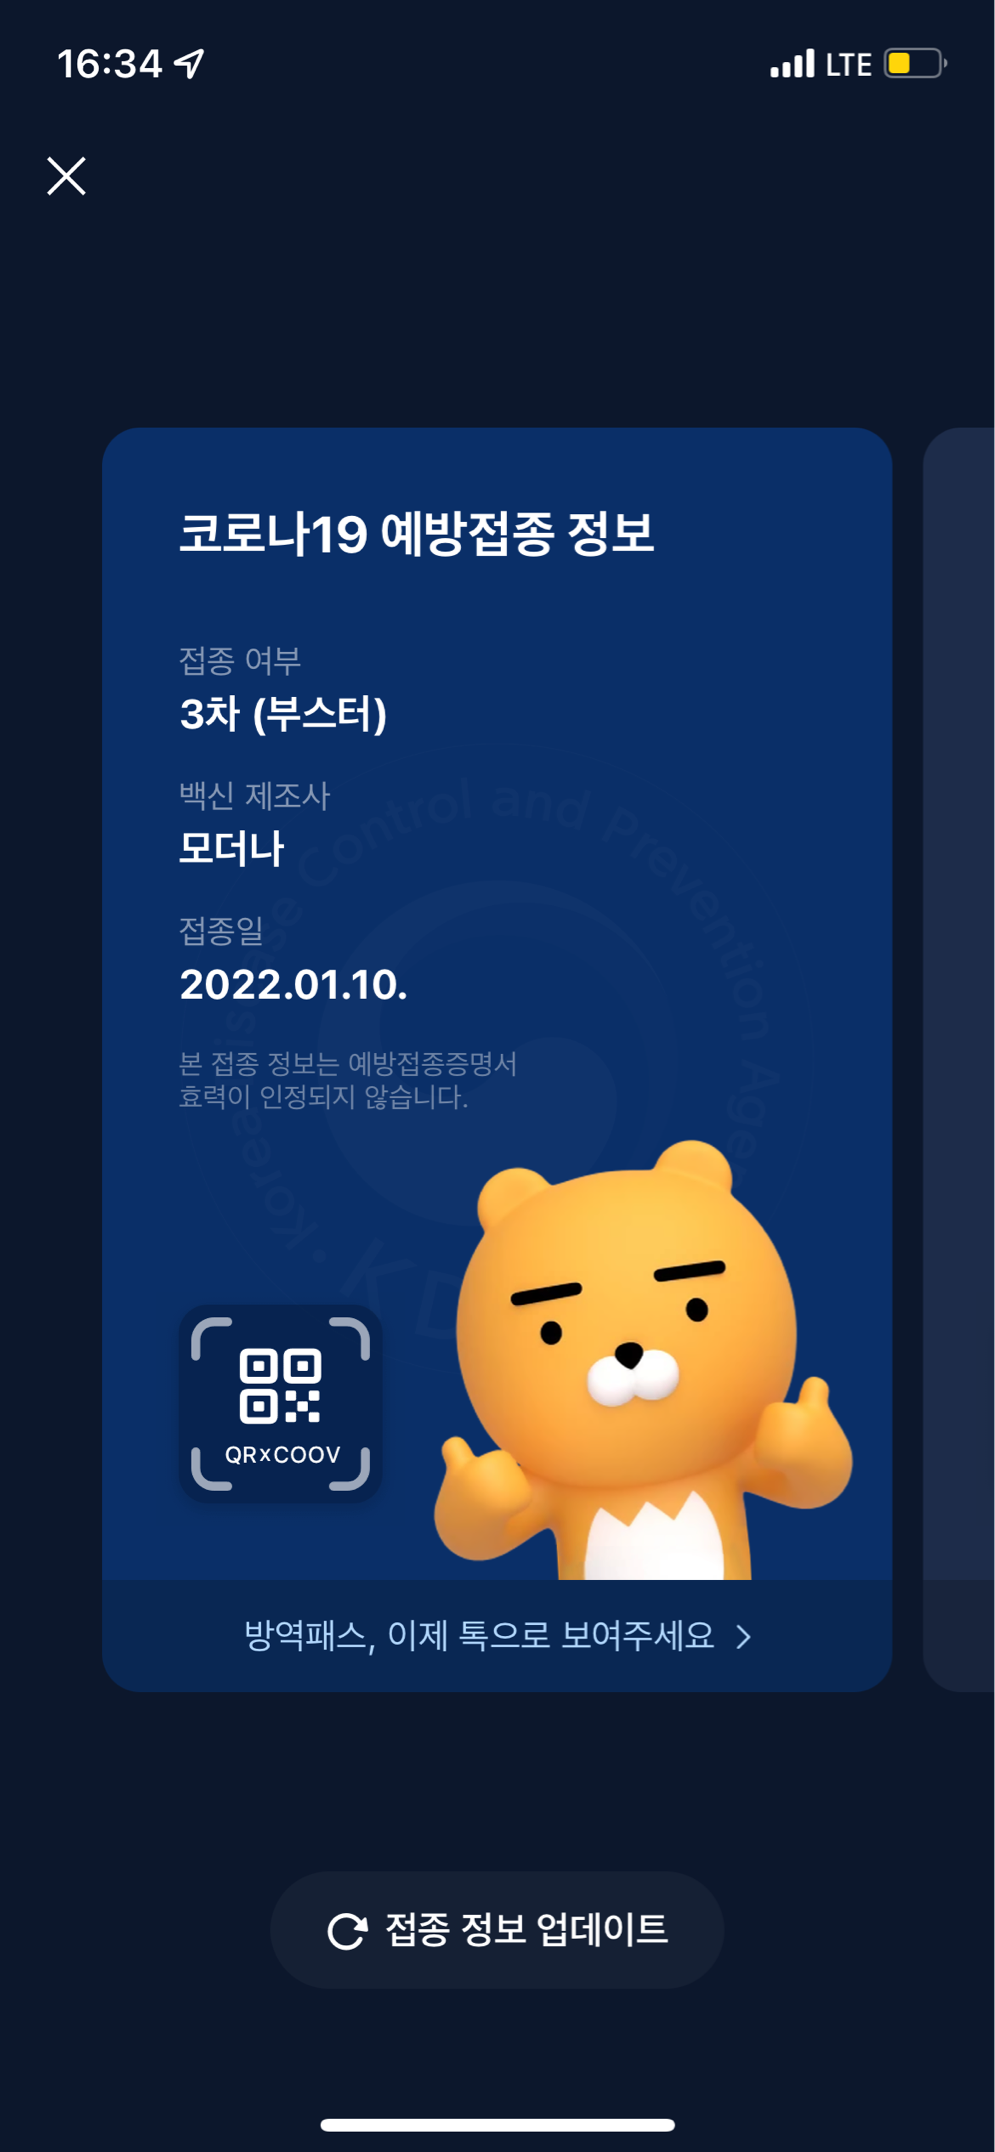 16:34
LTE
코로나19 예방접종 정보
접종 여부
3차 (부스터)
백신 제조사
모더나
접종일
2022.01.10.
본 접종 정보는 예방접종증명서
효력이 인정되지 않습니다.
Korea Disease Control and Prevention Agency
• KD
QRxCOOV
방역패스, 이제 톡으로 보여주세요
접종 정보 업데이트